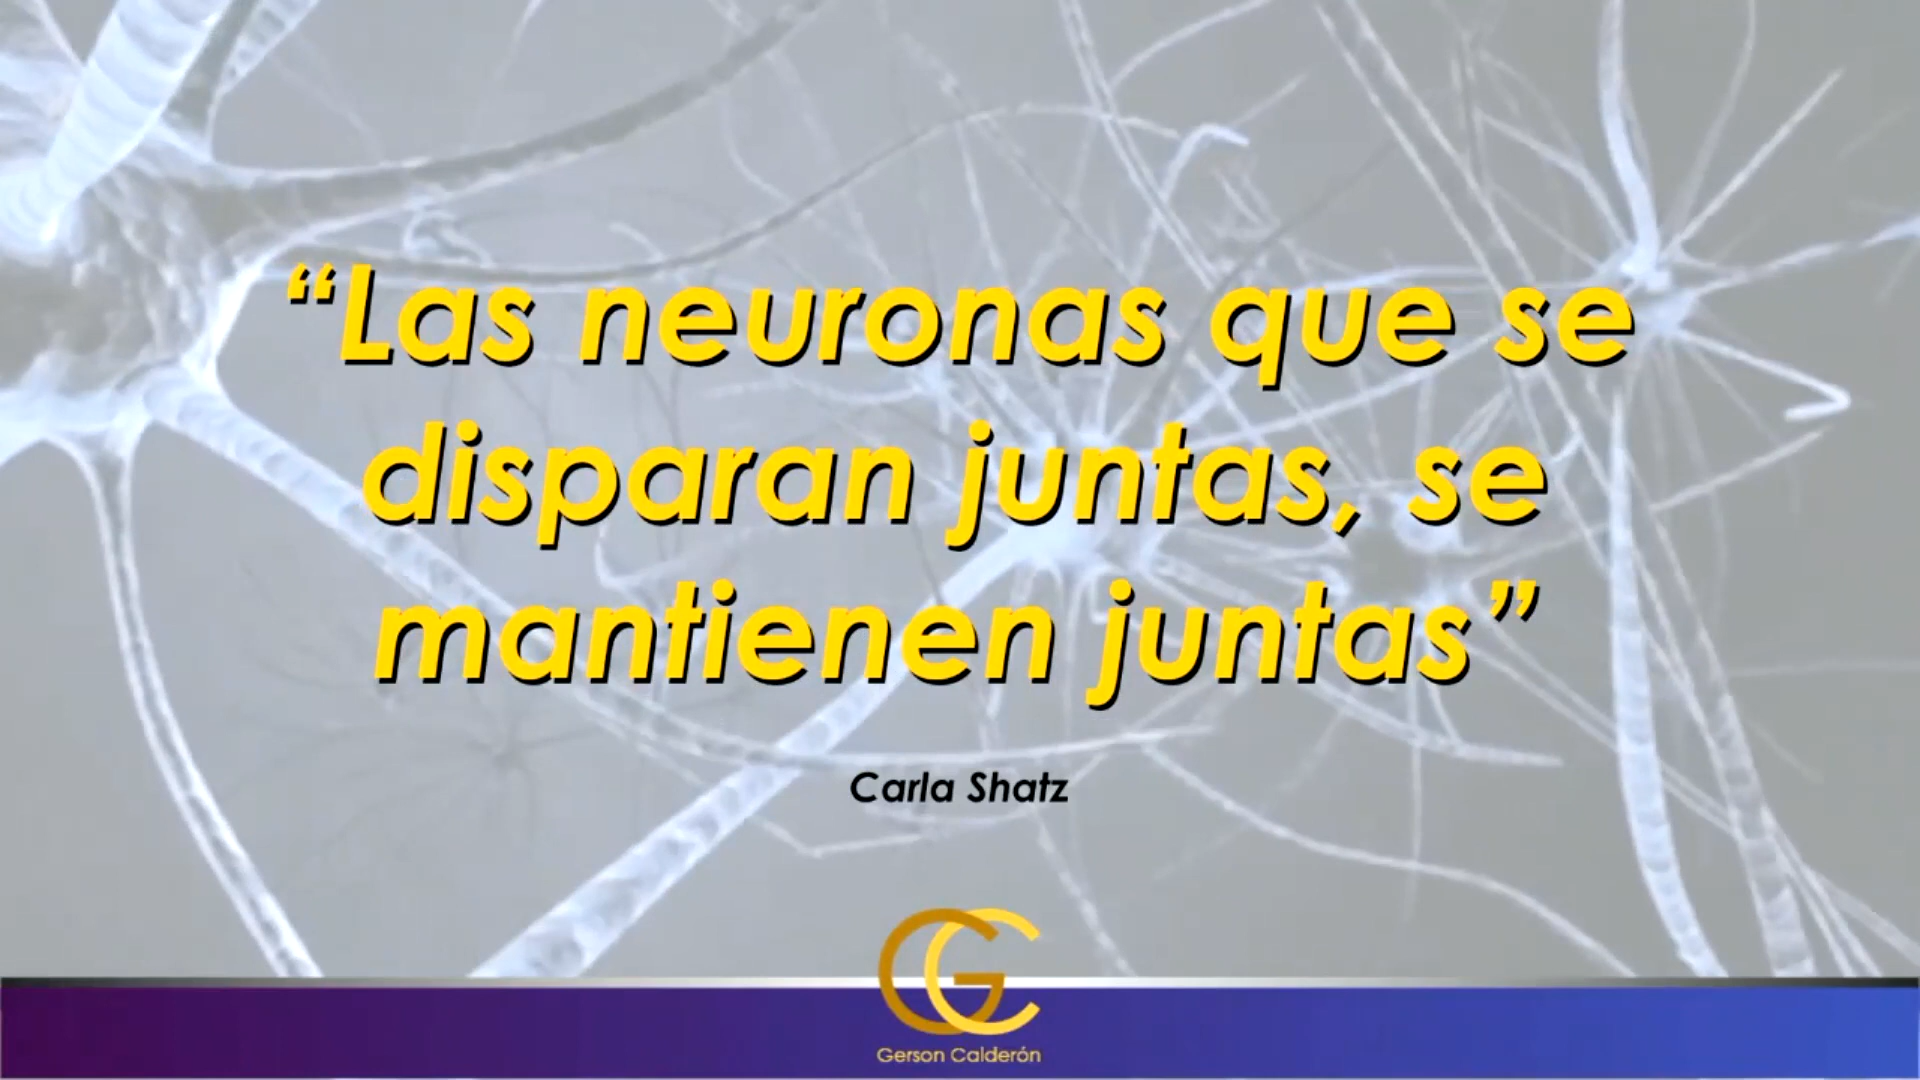 “Las neuronas que se
disparan juntas, se
mantienen juntas”
Carla Shatz
GC
Gerson Calderón